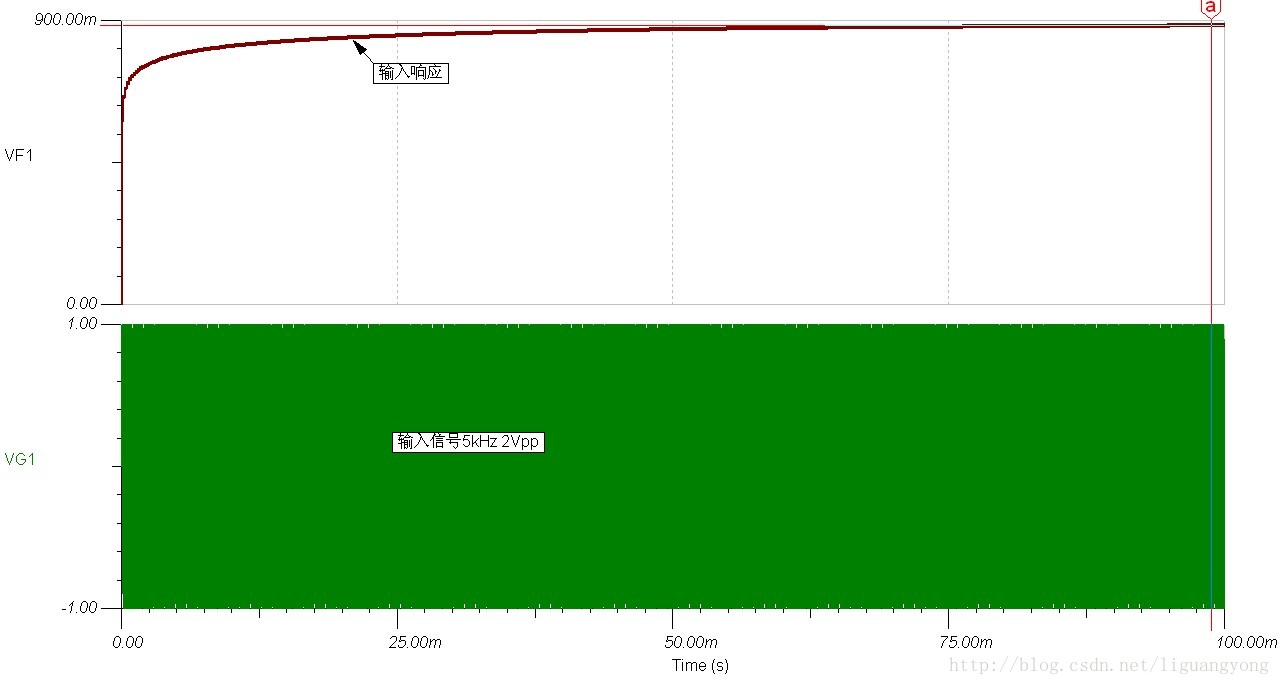 a
900.00m
输入响应
VF1
0.00
1.00
输入信号5kHz 2Vpp
VG1
-1.00
0.00 25.00m 50.00m 75.00m 100.00m
Time (s)
http://blog.csdn.net/liguangyong